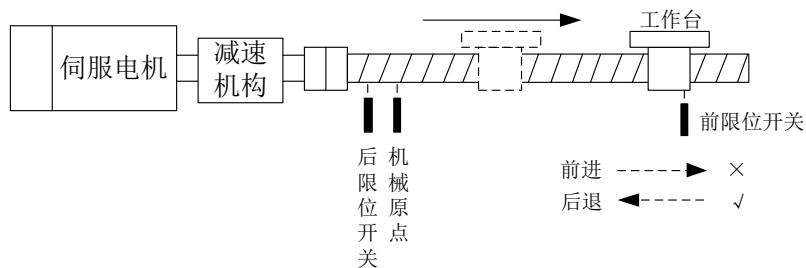 工作台
伺服电机
减速
机构
前限位开关
后限位开关
机械原点
前进 ×
后退 √